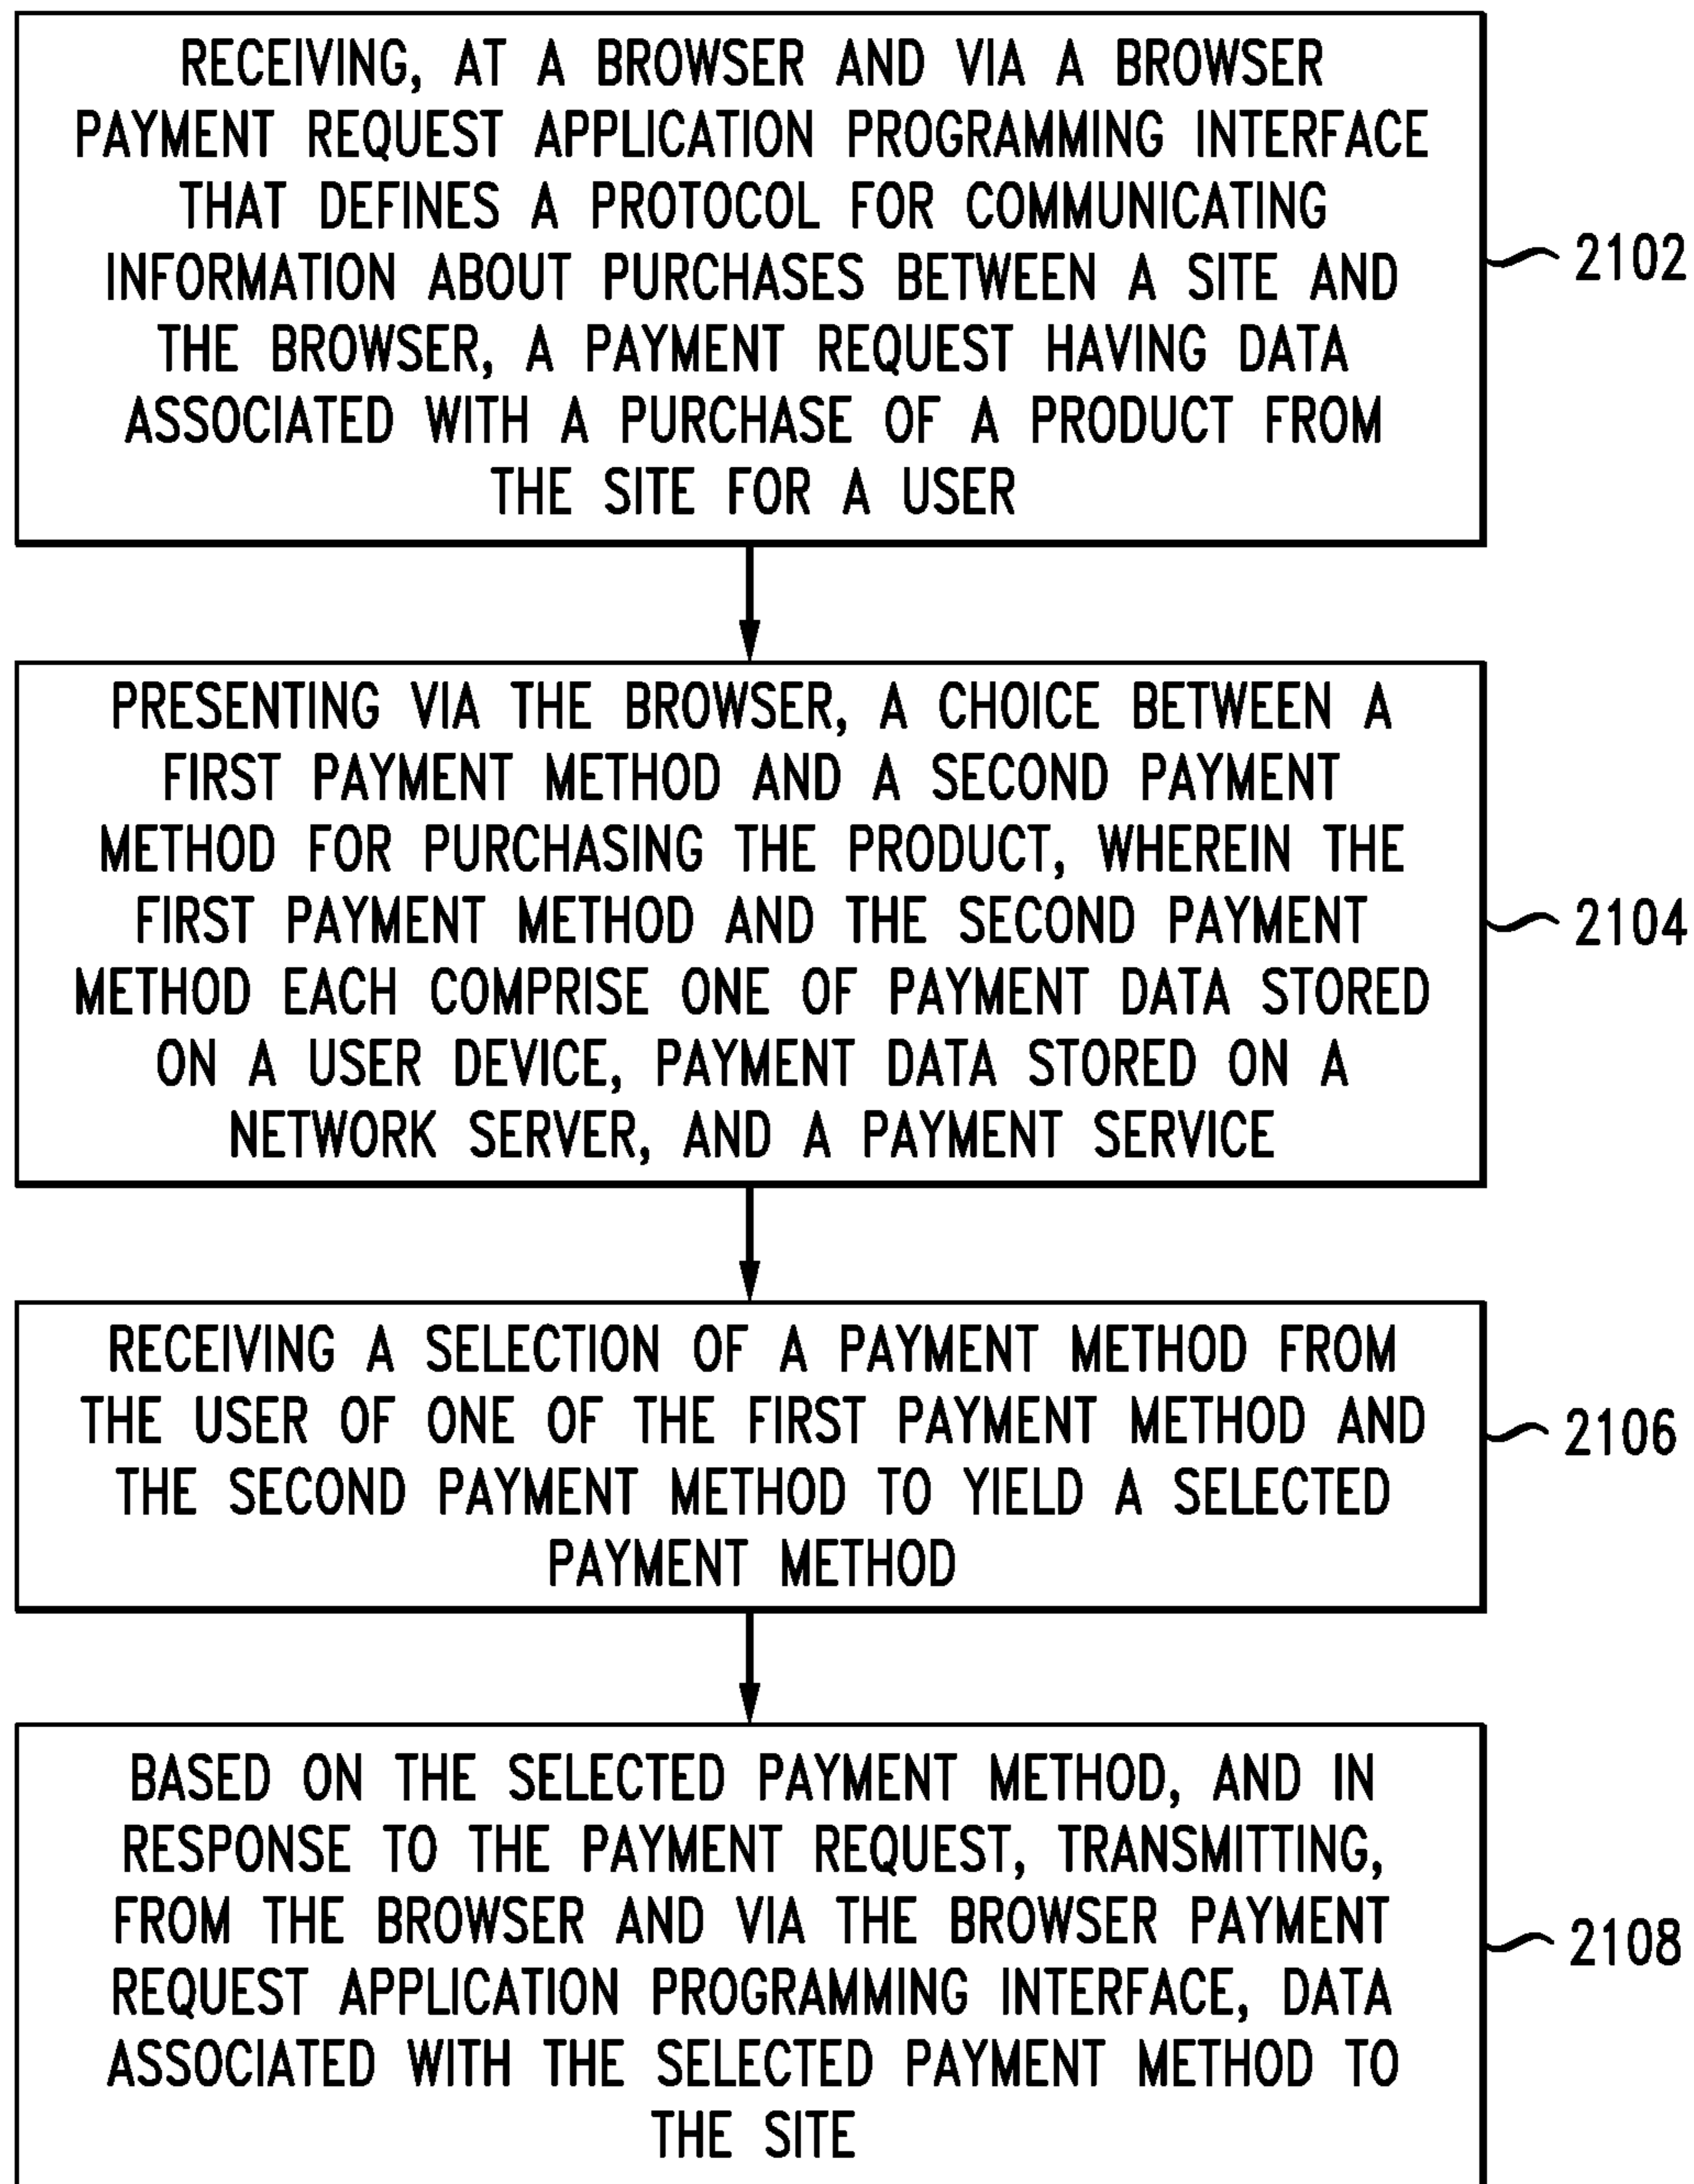 RECEIVING, AT A BROWSER AND VIA A BROWSER
PAYMENT REQUEST APPLICATION PROGRAMMING INTERFACE
THAT DEFINES A PROTOCOL FOR COMMUNICATING
INFORMATION ABOUT PURCHASES BETWEEN A SITE AND
THE BROWSER, A PAYMENT REQUEST HAVING DATA
ASSOCIATED WITH A PURCHASE OF A PRODUCT FROM
THE SITE FOR A USER
2102
PRESENTING VIA THE BROWSER, A CHOICE BETWEEN A
FIRST PAYMENT METHOD AND A SECOND PAYMENT
METHOD FOR PURCHASING THE PRODUCT, WHEREIN THE
FIRST PAYMENT METHOD AND THE SECOND PAYMENT
METHOD EACH COMPRISE ONE OF PAYMENT DATA STORED
ON A USER DEVICE, PAYMENT DATA STORED ON A
NETWORK SERVER, AND A PAYMENT SERVICE
2104
RECEIVING A SELECTION OF A PAYMENT METHOD FROM
THE USER OF ONE OF THE FIRST PAYMENT METHOD AND
THE SECOND PAYMENT METHOD TO YIELD A SELECTED
PAYMENT METHOD
2106
BASED ON THE SELECTED PAYMENT METHOD, AND IN
RESPONSE TO THE PAYMENT REQUEST, TRANSMITTING,
FROM THE BROWSER AND VIA THE BROWSER PAYMENT
REQUEST APPLICATION PROGRAMMING INTERFACE, DATA
ASSOCIATED WITH THE SELECTED PAYMENT METHOD TO
THE SITE
2108